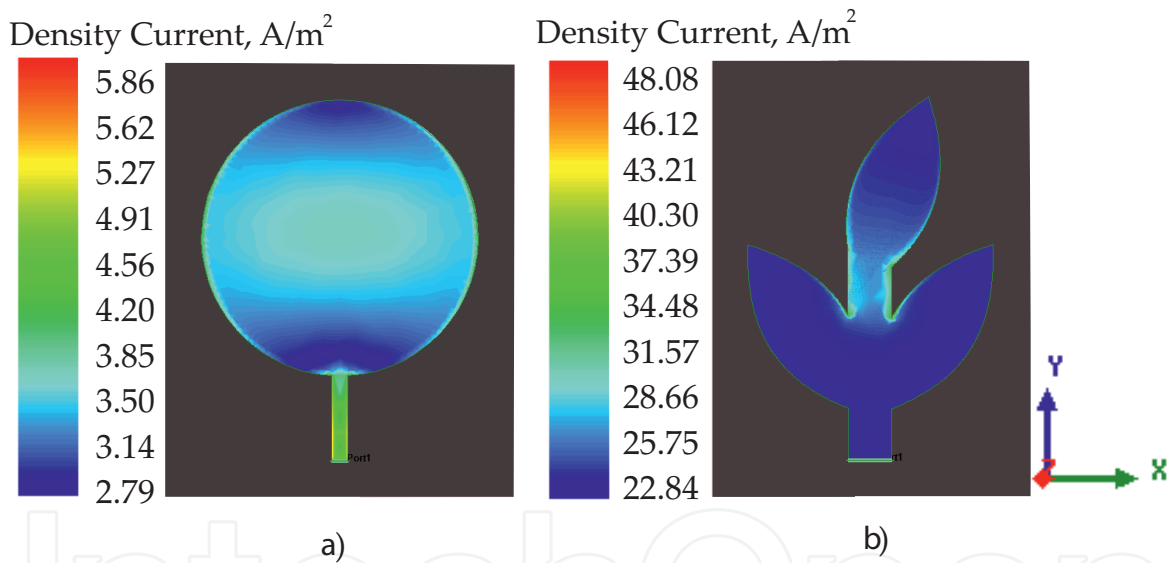 Density Current, A/m²
5.86
5.62
5.27
4.91
4.56
4.20
3.85
3.50
3.14
2.79
Port1
a)
Density Current, A/m²
48.08
46.12
43.21
40.30
37.39
34.48
31.57
28.66
25.75
22.84
rt1
b)
Y
X